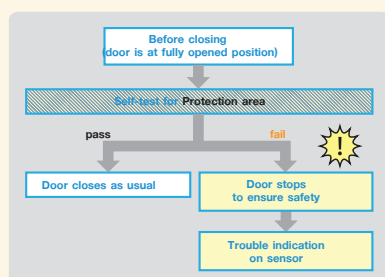 Before closing
(door is at fully opened position)
Self-test for Protection area
pass
fail
!
Door closes as usual
Door stops
to ensure safety
Trouble indication
on sensor